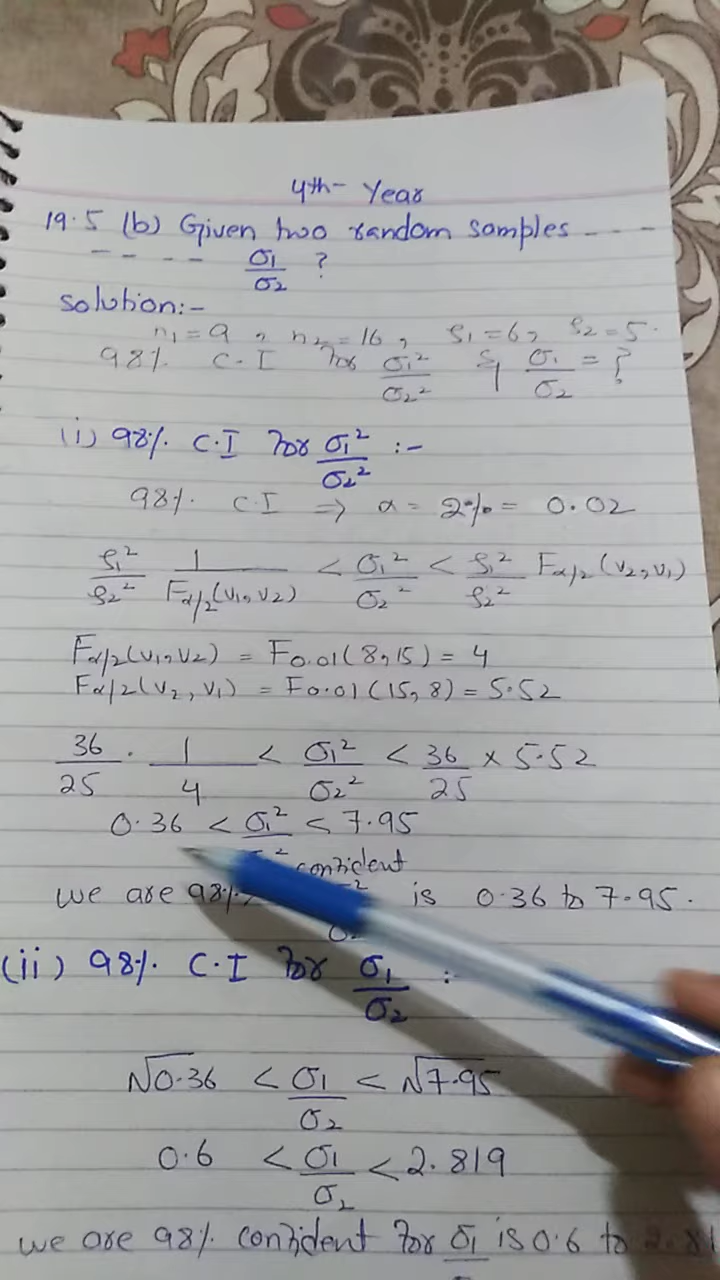 4th- Year
19.5 (b) Given two random samples - - - -
- - - - σ1/σ2 ?
Solution:-
n1=9, n2=16, S1=6, S2=5.
98% C.I for σ1²/σ2² & σ1/σ2 = ?
(i) 98% C.I for σ1²/σ2² :-
98% C.I ⇒ α = 2% = 0.02
S1²/S2² 1/Fα/2(v1,v2) < σ1²/σ2² < S1²/S2² Fα/2(v2,v1)
Fα/2(v1,v2) = F0.01(8,15) = 4
Fα/2(v2,v1) = F0.01(15,8) = 5.52
36/25 . 1/4 < σ1²/σ2² < 36/25 × 5.52
0.36 < σ1² < 7.95
confident
we are 98% is 0.36 to 7.95.
(ii) 98% C.I for σ1/σ2 :-
√0.36 < σ1/σ2 < √7.95
0.6 < σ1/σ2 < 2.819
we are 98% confident for σ1 is 0.6 to 2.81